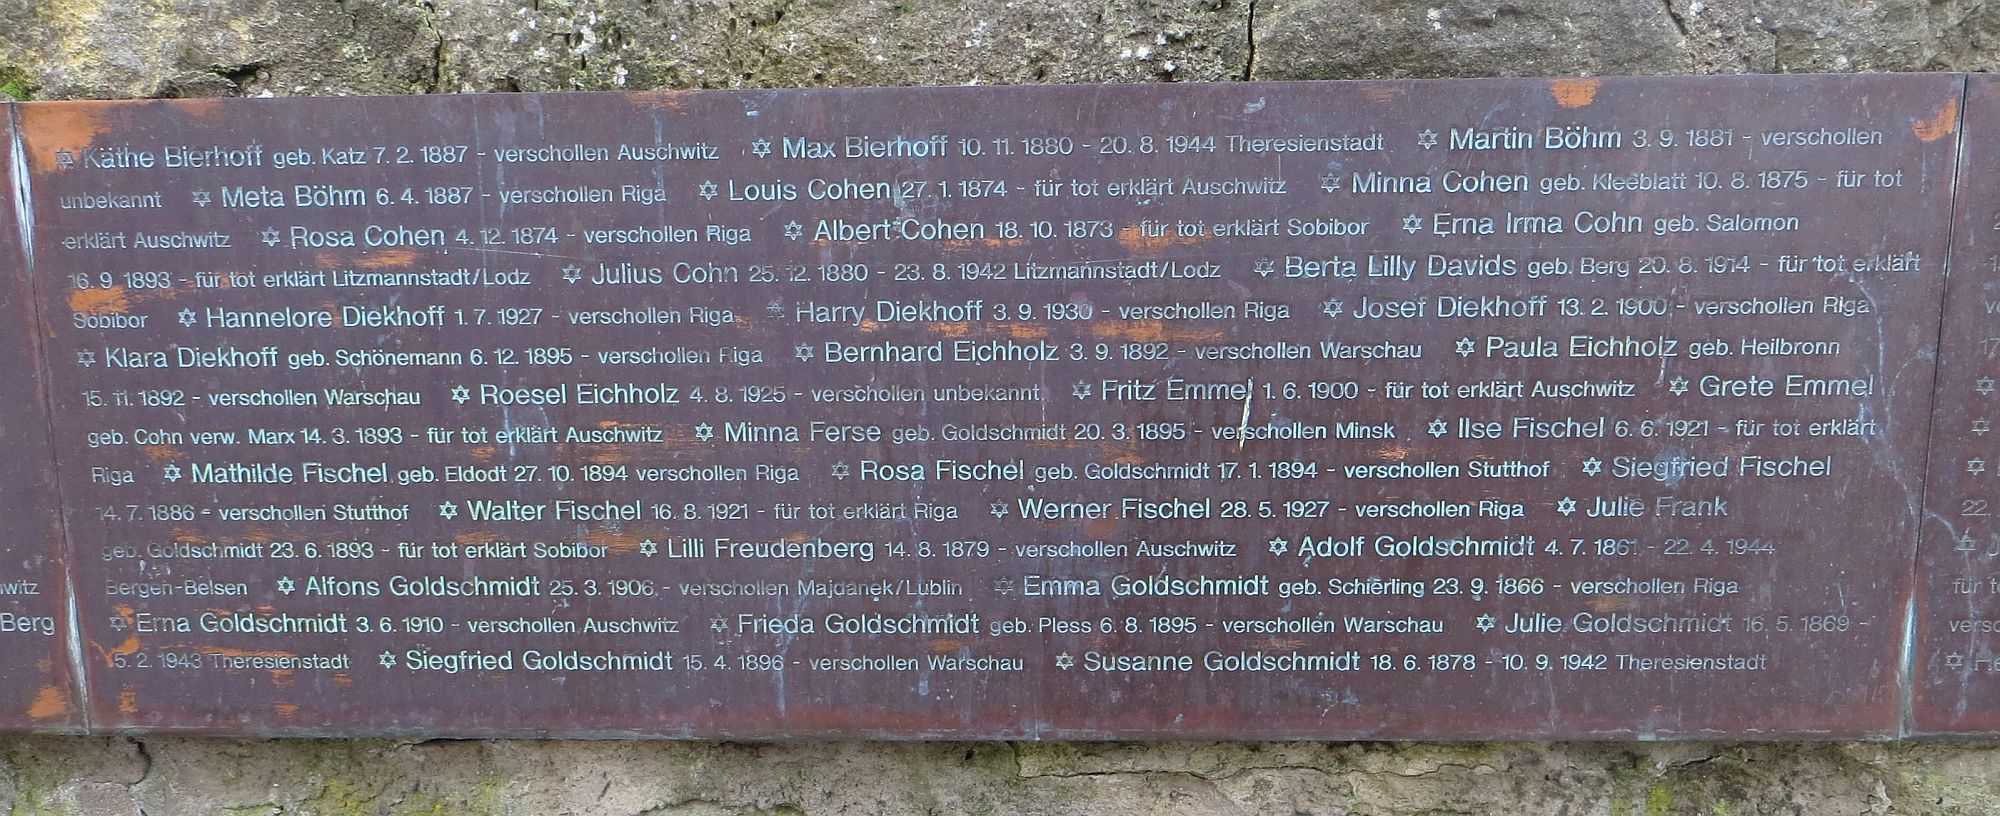 ✡ Käthe Bierhoff geb. Katz 7. 2. 1887 - verschollen Auschwitz ✡ Max Bierhoff 10. 11. 1880 - 20. 8. 1944 Theresienstadt ✡ Martin Böhm 3. 9. 1881 - verschollen
unbekannt ✡ Meta Böhm 6. 4. 1887 - verschollen Riga ✡ Louis Cohen 27. 1. 1874 - für tot erklärt Auschwitz ✡ Minna Cohen geb. Kleeblatt 10. 8. 1875 - für tot
erklärt Auschwitz ✡ Rosa Cohen 4. 12. 1874 - verschollen Riga ✡ Albert Cohen 18. 10. 1873 - für tot erklärt Sobibor ✡ Erna Irma Cohn geb. Salomon
16. 9. 1893 - für tot erklärt Litzmannstadt/Lodz ✡ Julius Cohn 25. 12. 1880 - 23. 8. 1942 Litzmannstadt/Lodz ✡ Berta Lilly Davids geb. Berg 20. 8. 1914 - für tot erklärt
Sobibor ✡ Hannelore Diekhoff 1. 7. 1927 - verschollen Riga ✡ Harry Diekhoff 3. 9. 1930 - verschollen Riga ✡ Josef Diekhoff 13. 2. 1900 - verschollen Riga
✡ Klara Diekhoff geb. Schönemann 6. 12. 1895 - verschollen Riga ✡ Bernhard Eichholz 3. 9. 1892 - verschollen Warschau ✡ Paula Eichholz geb. Heilbronn
15. 11. 1892 - verschollen Warschau ✡ Roesel Eichholz 4. 8. 1925 - verschollen unbekannt ✡ Fritz Emmel 1. 6. 1900 - für tot erklärt Auschwitz ✡ Grete Emmel
geb. Cohn verw. Marx 14. 3. 1893 - für tot erklärt Auschwitz ✡ Minna Ferse geb. Goldschmidt 20. 3. 1895 - verschollen Minsk ✡ Ilse Fischel 6. 6. 1921 - für tot erklärt
Riga ✡ Mathilde Fischel geb. Eldodt 27. 10. 1894 verschollen Riga ✡ Rosa Fischel geb. Goldschmidt 17. 1. 1894 - verschollen Stutthof ✡ Siegfried Fischel
14. 7. 1886 - verschollen Stutthof ✡ Walter Fischel 16. 8. 1921 - für tot erklärt Riga ✡ Werner Fischel 28. 5. 1927 - verschollen Riga ✡ Julie Frank
geb. Goldschmidt 23. 6. 1893 - für tot erklärt Sobibor ✡ Lilli Freudenberg 14. 8. 1879 - verschollen Auschwitz ✡ Adolf Goldschmidt 4. 7. 1861 - 22. 4. 1944
Bergen-Belsen ✡ Alfons Goldschmidt 25. 3. 1906 - verschollen Majdanek/Lublin ✡ Emma Goldschmidt geb. Schierling 23. 9. 1866 - verschollen Riga
Berg ✡ Erna Goldschmidt 3. 6. 1910 - verschollen Auschwitz ✡ Frieda Goldschmidt geb. Pless 6. 8. 1895 - verschollen Warschau ✡ Julie Goldschmidt 16. 5. 1869 -
5. 2. 1943 Theresienstadt ✡ Siegfried Goldschmidt 15. 4. 1896 - verschollen Warschau ✡ Susanne Goldschmidt 18. 6. 1878 - 10. 9. 1942 Theresienstadt